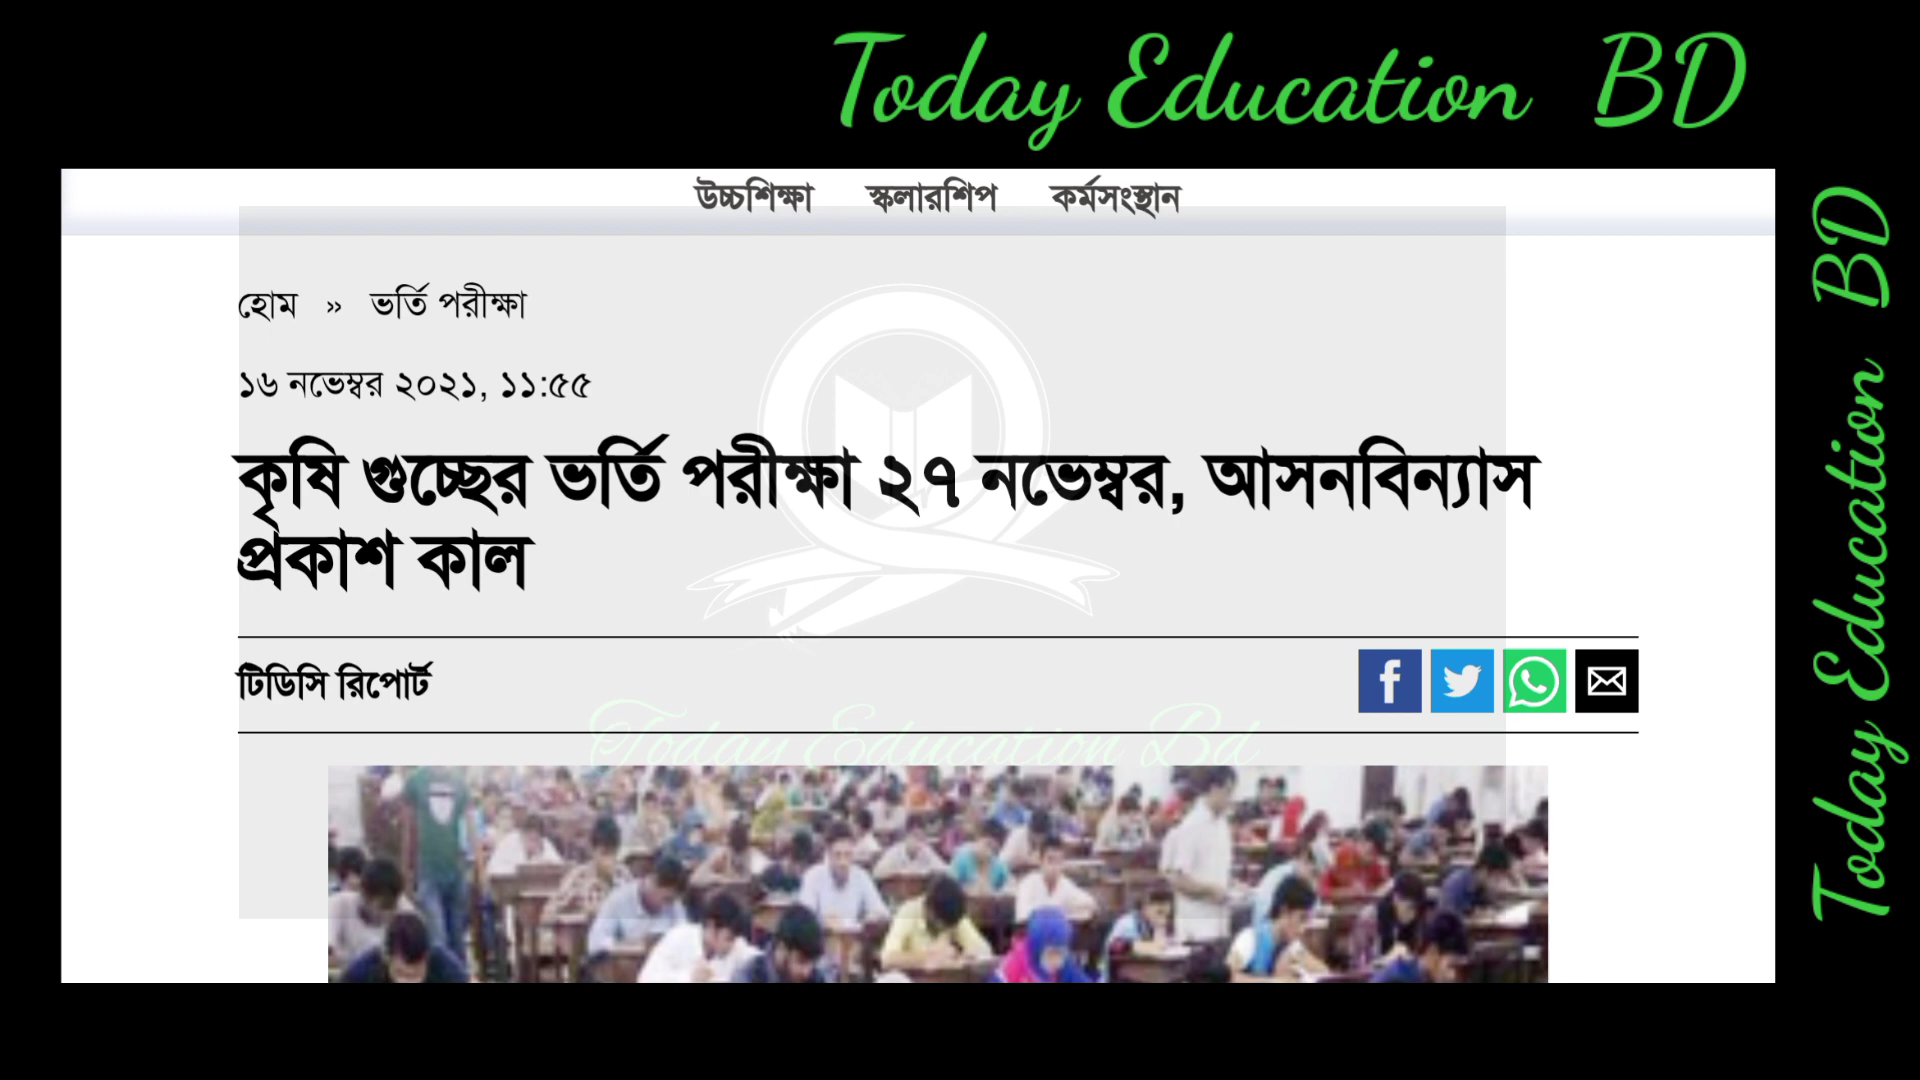 Today Education BD
উচ্চশিক্ষা স্কলারশিপ কর্মসংস্থান
হোম » ভর্তি পরীক্ষা
১৬ নভেম্বর ২০২১, ১১:৫৫
কৃষি গুচ্ছের ভর্তি পরীক্ষা ২৭ নভেম্বর, আসনবিন্যাস
প্রকাশ কাল
টিডিসি রিপোর্ট
Today Education Bd
Today Education BD